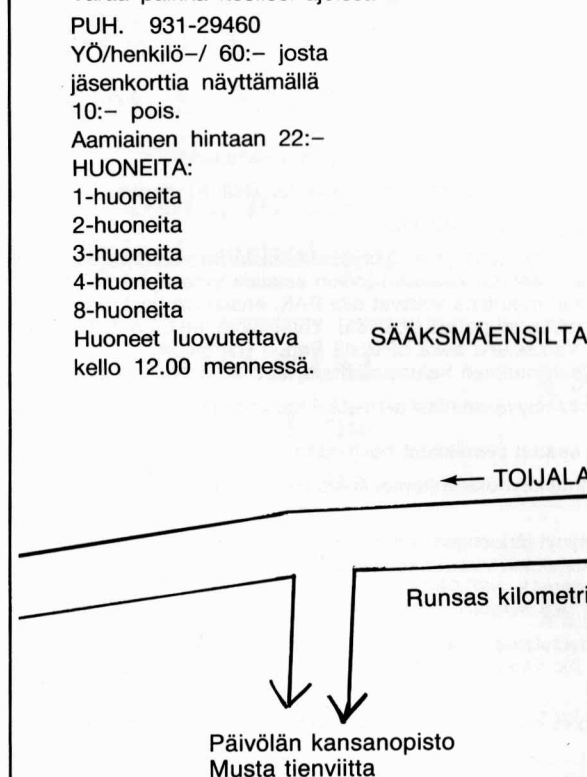 PUH. 931-29460
YÖ/henkilö-/ 60:- josta
jäsenkorttia näyttämällä
10:- pois.
Aamiainen hintaan 22:-
HUONEITA:
1-huoneita
2-huoneita
3-huoneita
4-huoneita
8-huoneita
Huoneet luovutettava
kello 12.00 mennessä.
SÄÄKSMÄENSILTA
← TOIJALA
Runsas kilometri
Päivölän kansanopisto
Musta tienviitta